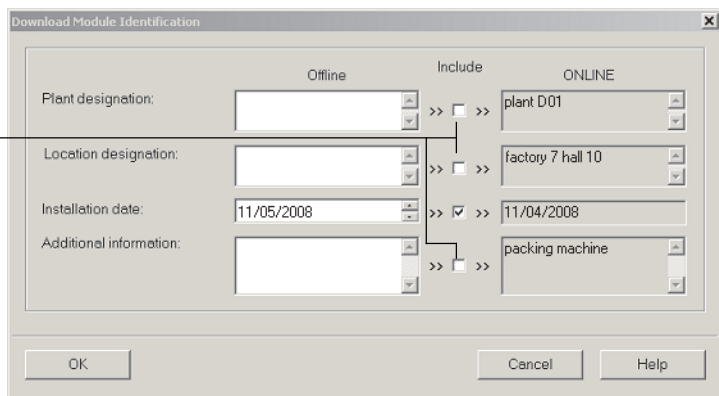 Download Module Identification
Offline Include ONLINE
Plant designation: >> >> plant D01
Location designation: >> >> factory 7 hall 10
Installation date: 11/05/2008 >> >> 11/04/2008
Additional information: >> >> packing machine
OK Cancel Help